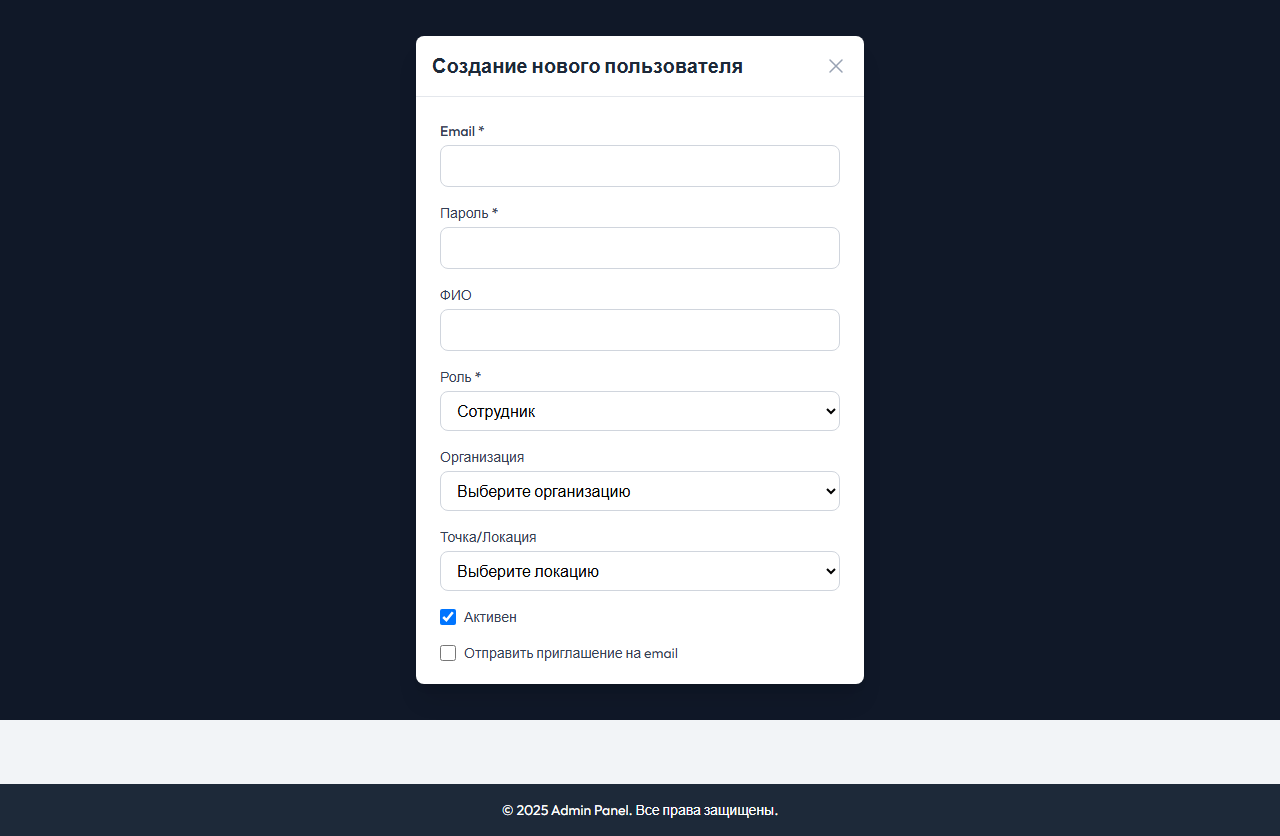 Создание нового пользователя
Email *
Пароль *
ФИО
Роль *
Сотрудник
Организация
Выберите организацию
Точка/Локация
Выберите локацию
Активен
Отправить приглашение на email
© 2025 Admin Panel. Все права защищены.